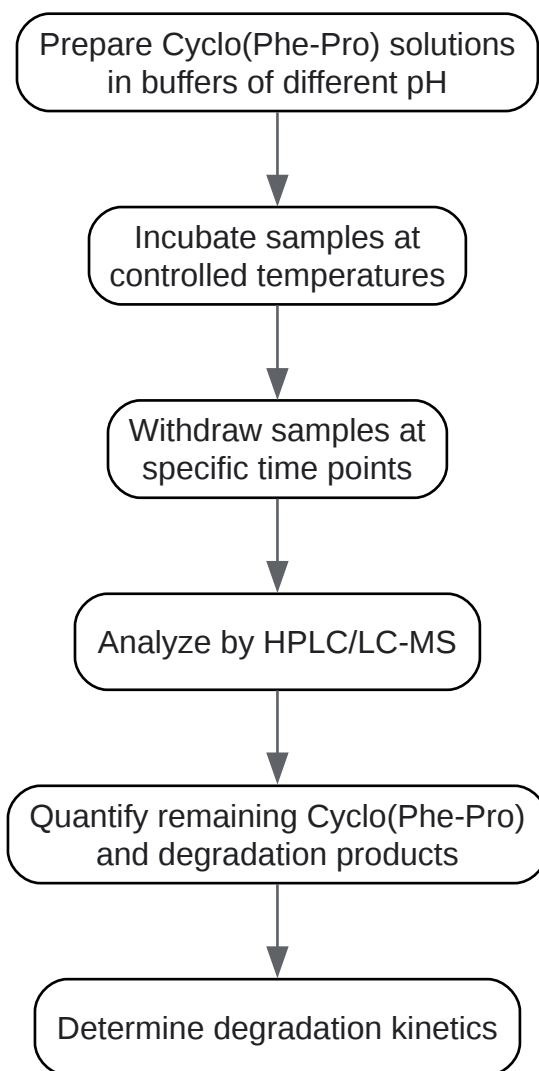 Prepare Cyclo(Phe-Pro) solutions
in buffers of different pH
Incubate samples at
controlled temperatures
Withdraw samples at
specific time points
Analyze by HPLC/LC-MS
Quantify remaining Cyclo(Phe-Pro)
and degradation products
Determine degradation kinetics